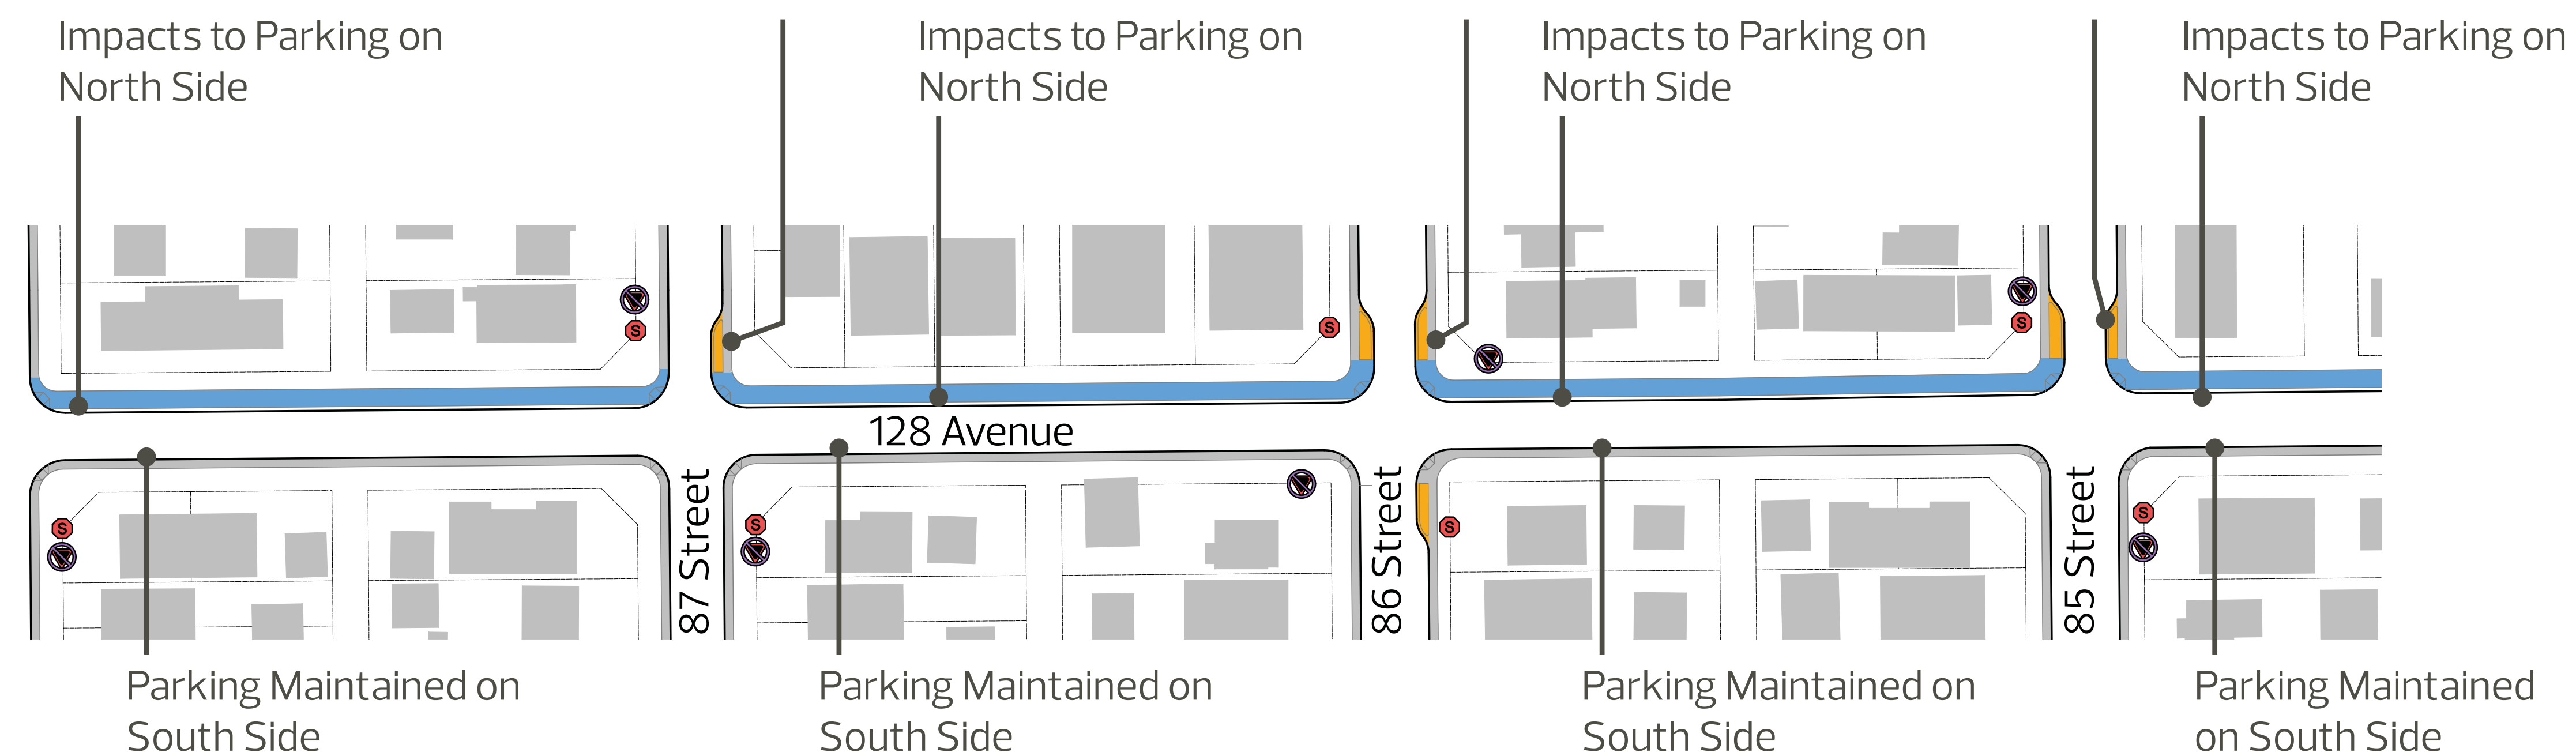 Impacts to Parking on
North Side
Impacts to Parking on
North Side
Impacts to Parking on
North Side
Impacts to Parking on
North Side
S
S
S
128 Avenue
S
S
S
S
87 Street
86 Street
85 Street
Parking Maintained on
South Side
Parking Maintained on
South Side
Parking Maintained on
South Side
Parking Maintained
on South Side